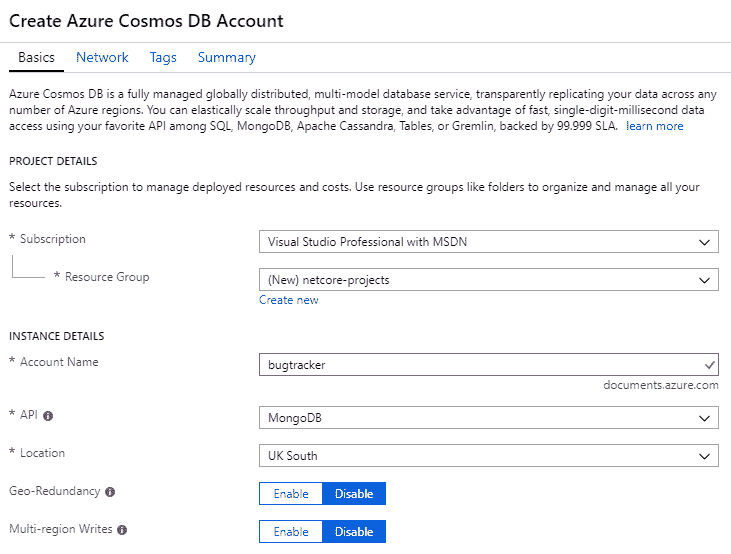 Create Azure Cosmos DB Account
Basics Network Tags Summary
Azure Cosmos DB is a fully managed globally distributed, multi-model database service, transparently replicating your data across any
number of Azure regions. You can elastically scale throughput and storage, and take advantage of fast, single-digit-millisecond data
access using your favorite API among SQL, MongoDB, Apache Cassandra, Tables, or Gremlin, backed by 99.999 SLA. learn more
PROJECT DETAILS
Select the subscription to manage deployed resources and costs. Use resource groups like folders to organize and manage all your
resources.
* Subscription Visual Studio Professional with MSDN
* Resource Group (New) netcore-projects
Create new
INSTANCE DETAILS
* Account Name bugtracker
documents.azure.com
* API MongoDB
* Location UK South
Geo-Redundancy Enable Disable
Multi-region Writes Enable Disable